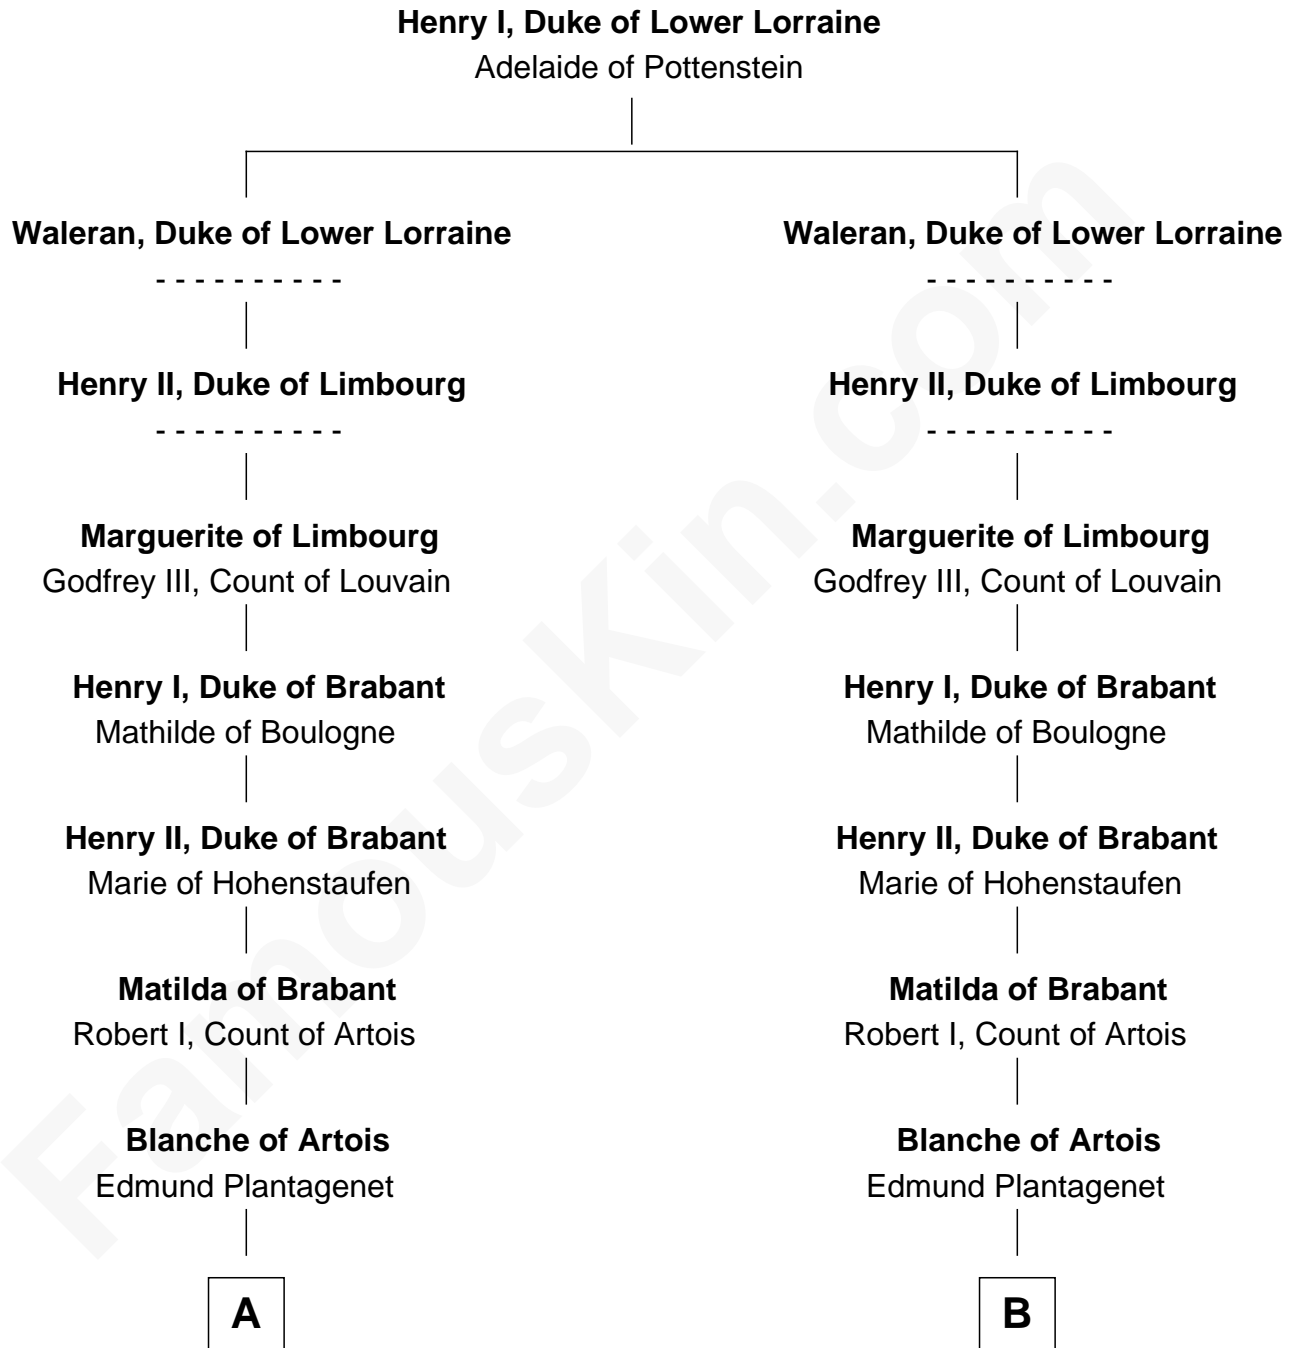 Henry I, Duke of Lower Lorraine
Adelaide of Pottenstein
Waleran, Duke of Lower Lorraine
- - - - - - - - - -
Henry II, Duke of Limbourg
- - - - - - - - - -
Marguerite of Limbourg
Godfrey III, Count of Louvain
Henry I, Duke of Brabant
Mathilde of Boulogne
Henry II, Duke of Brabant
Marie of Hohenstaufen
Matilda of Brabant
Robert I, Count of Artois
Blanche of Artois
Edmund Plantagenet
A
Waleran, Duke of Lower Lorraine
- - - - - - - - - -
Henry II, Duke of Limbourg
- - - - - - - - - -
Marguerite of Limbourg
Godfrey III, Count of Louvain
Henry I, Duke of Brabant
Mathilde of Boulogne
Henry II, Duke of Brabant
Marie of Hohenstaufen
Matilda of Brabant
Robert I, Count of Artois
Blanche of Artois
Edmund Plantagenet
B
FamousKin.com